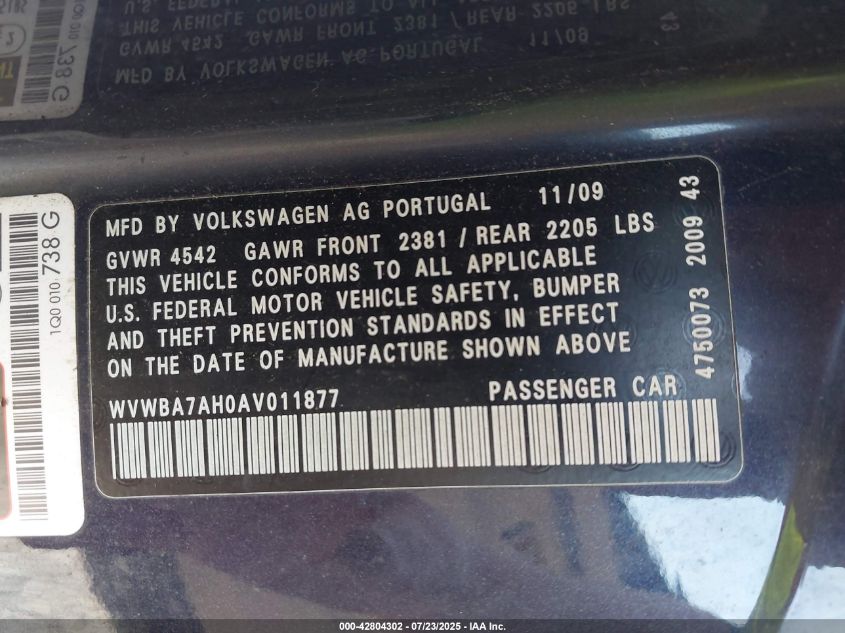 MFD BY VOLKSWAGEN AG PORTUGAL 11/09
GVWR 4542 GAWR FRONT 2381 / REAR 2205 LBS
THIS VEHICLE CONFORMS TO ALL APPLICABLE
U.S. FEDERAL MOTOR VEHICLE SAFETY, BUMPER
AND THEFT PREVENTION STANDARDS IN EFFECT
ON THE DATE OF MANUFACTURE SHOWN ABOVE
WVWBA7AH0AV011877 PASSENGER CAR
4750073 2009 43
1Q0 010 738 G
000-42804302 / 07/23/2025 / IAA Inc.